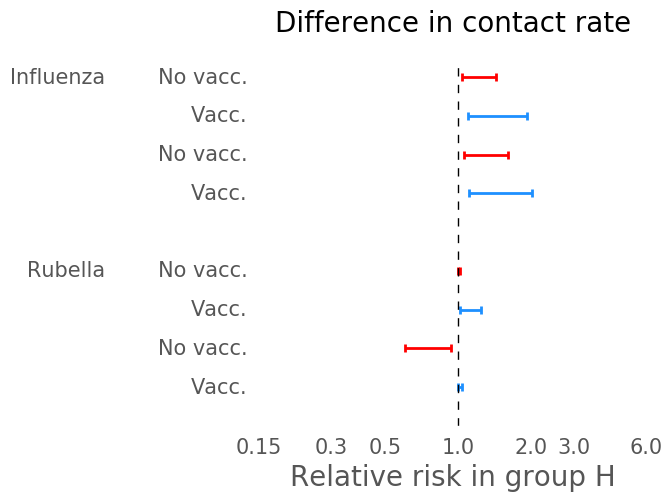 Difference in contact rate
Influenza No vacc.
Vacc.
No vacc.
Vacc.
Rubella No vacc.
Vacc.
No vacc.
Vacc.
0.15 0.3 0.5 1.0 2.0 3.0 6.0
Relative risk in group H